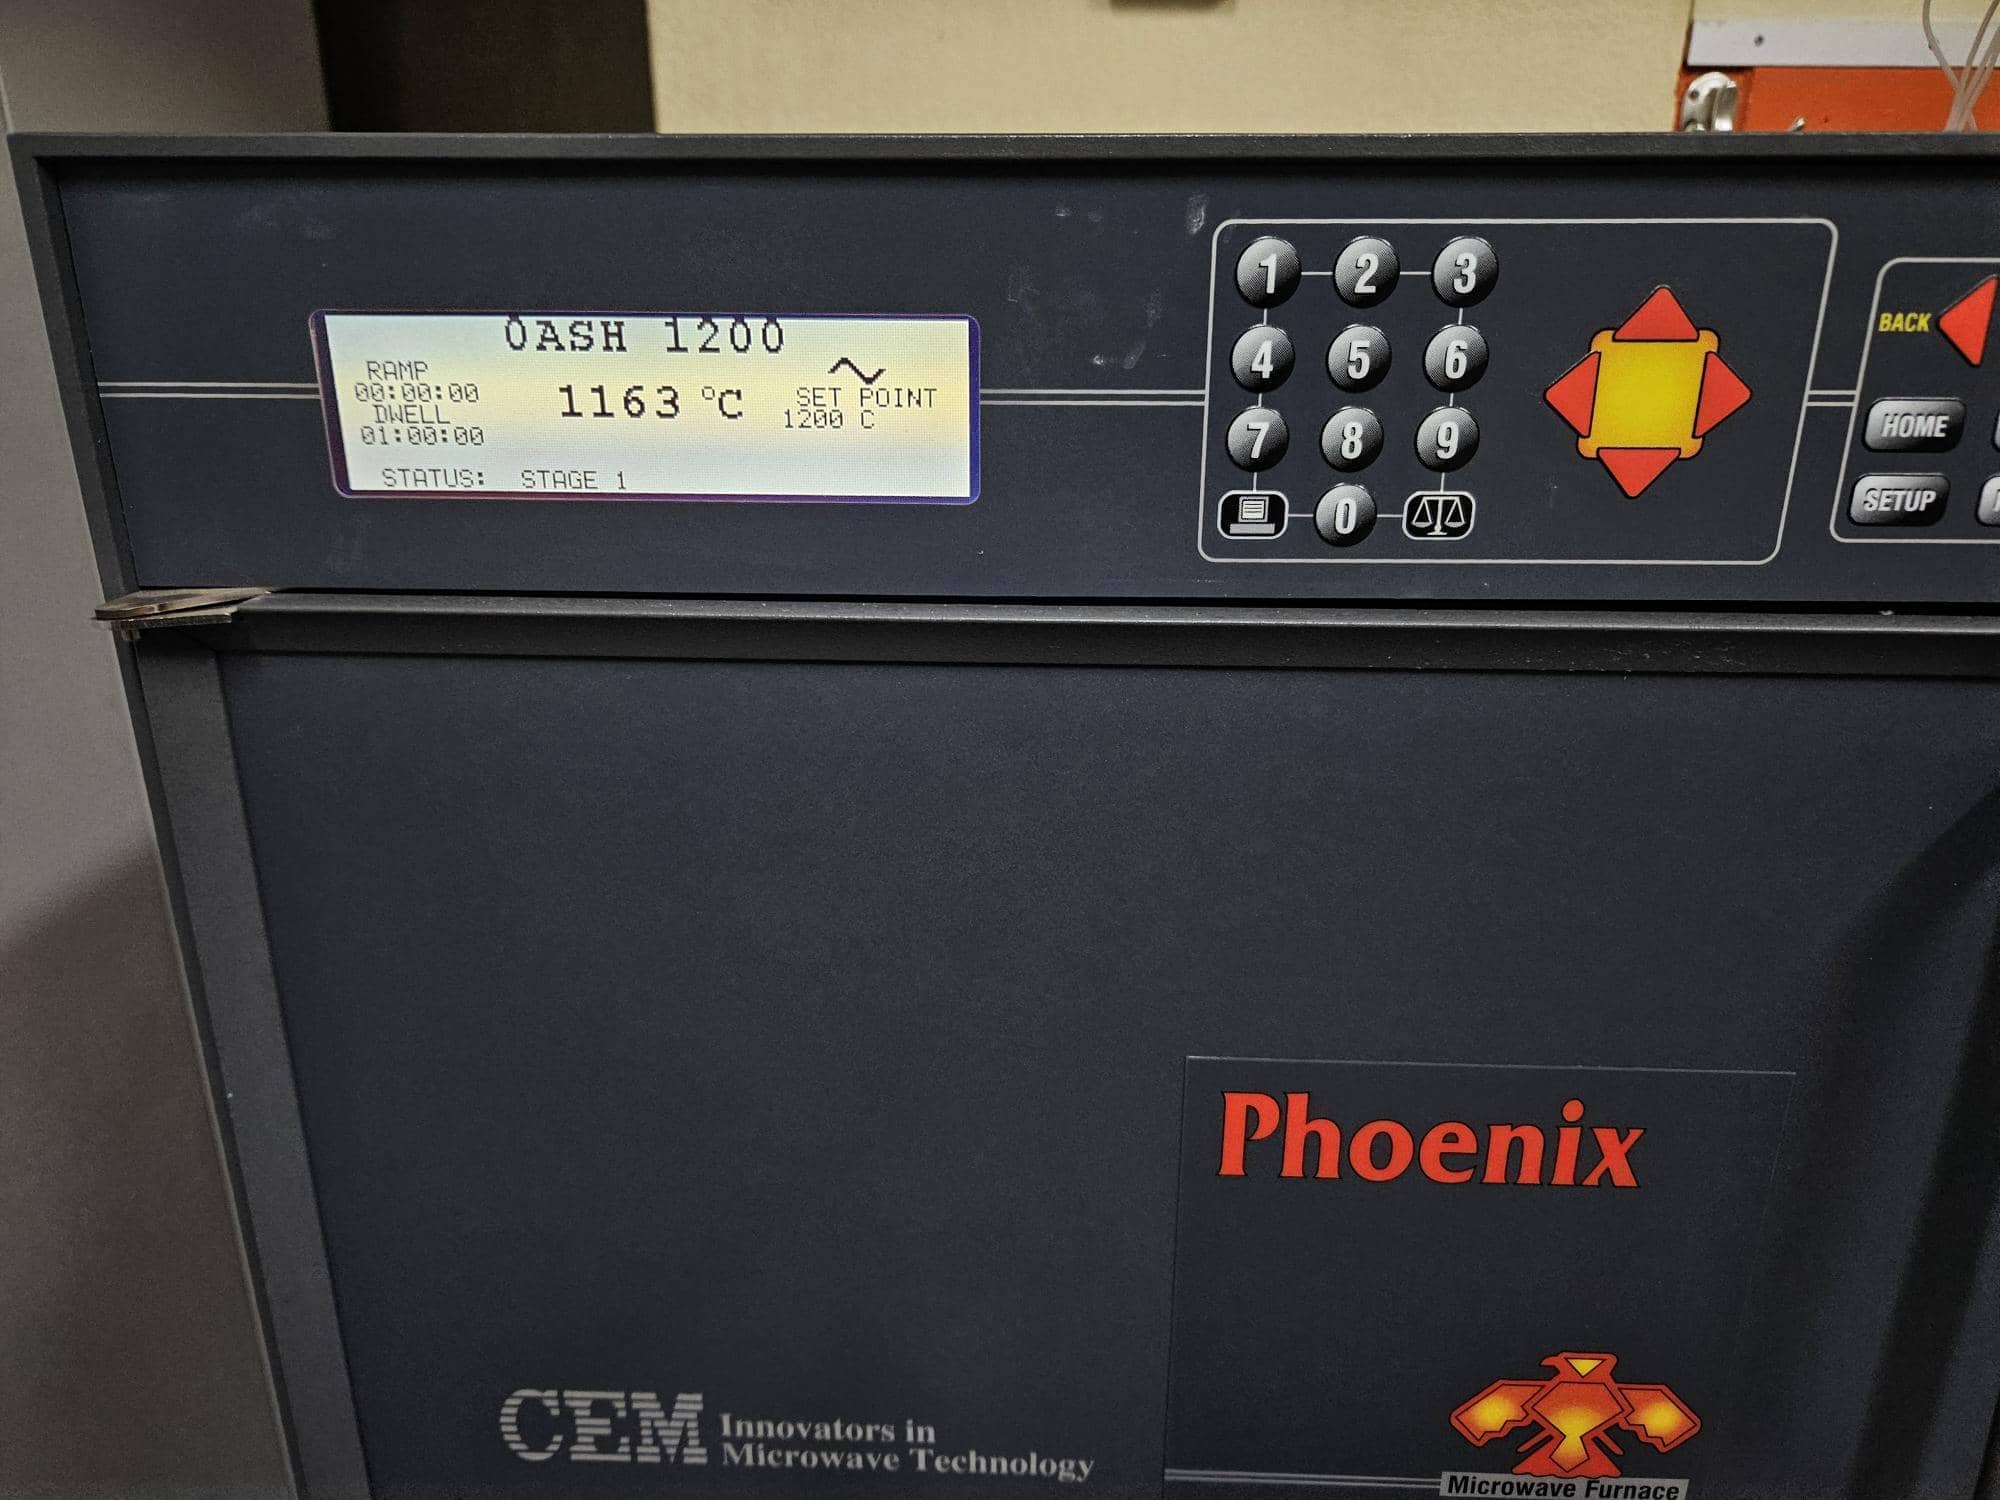 OASH 1200
RAMP
00:00:00
DWELL
01:00:00
1163 °C
SET POINT
1200 C
STATUS: STAGE 1
1 2 3
4 5 6
7 8 9
0
BACK
HOME
SETUP
Phoenix
CEM Innovators in
Microwave Technology
Microwave Furnace